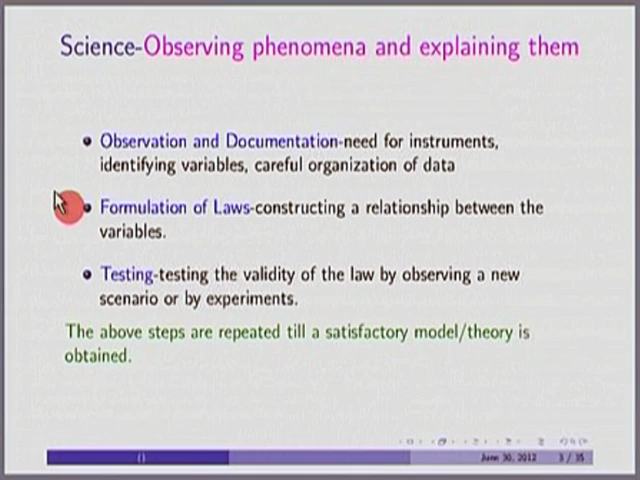 Science-Observing phenomena and explaining them
Observation and Documentation-need for instruments,
identifying variables, careful organization of data
Formulation of Laws-constructing a relationship between the
variables.
Testing-testing the validity of the law by observing a new
scenario or by experiments.
The above steps are repeated till a satisfactory model/theory is
obtained.
() June 30, 2012 3 / 35